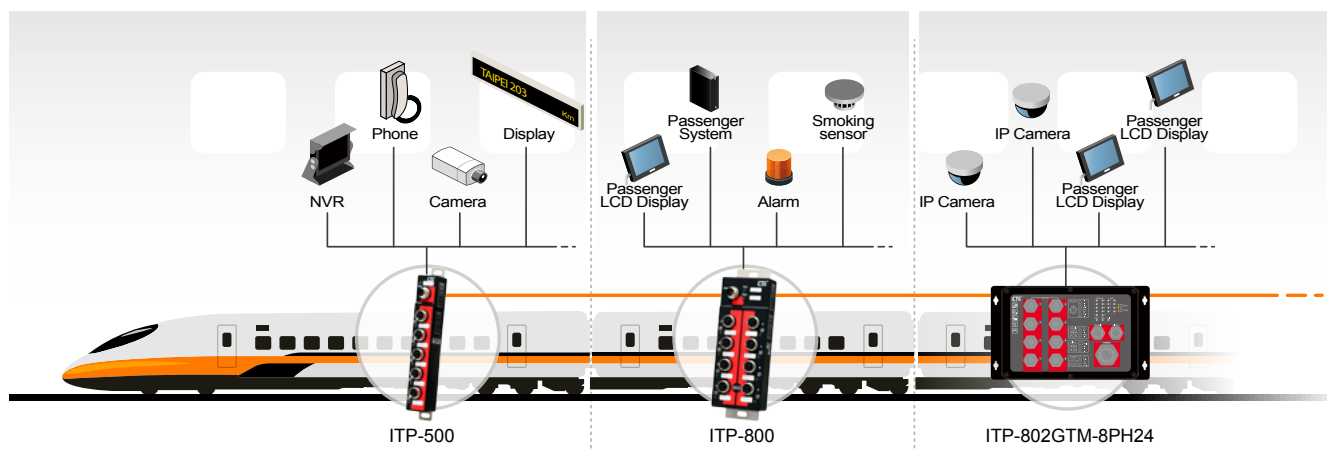 TAIPEI 203
Km
Phone
Display
NVR
Camera
Passenger
System
Smoking
sensor
Passenger
LCD Display
Alarm
IP Camera
Passenger
LCD Display
IP Camera
Passenger
LCD Display
CTC
CTC
ITP-500
ITP-800
ITP-802GTM-8PH24